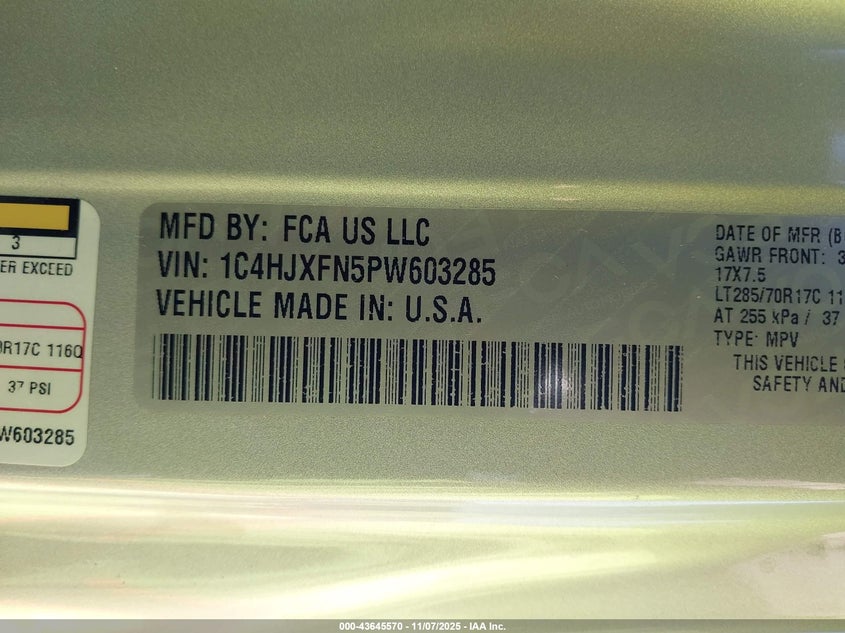 3
ER EXCEED
0R17C 116Q
37 PSI
W603285
MFD BY: FCA US LLC
VIN: 1C4HJXFN5PW603285
VEHICLE MADE IN: U.S.A.
DATE OF MFR (B
GAWR FRONT: 3
17X7.5
LT285/70R17C 11
AT 255 kPa / 37
TYPE: MPV
THIS VEHICLE
SAFETY AND
000-43645570 - 11/07/2025 - IAA Inc.